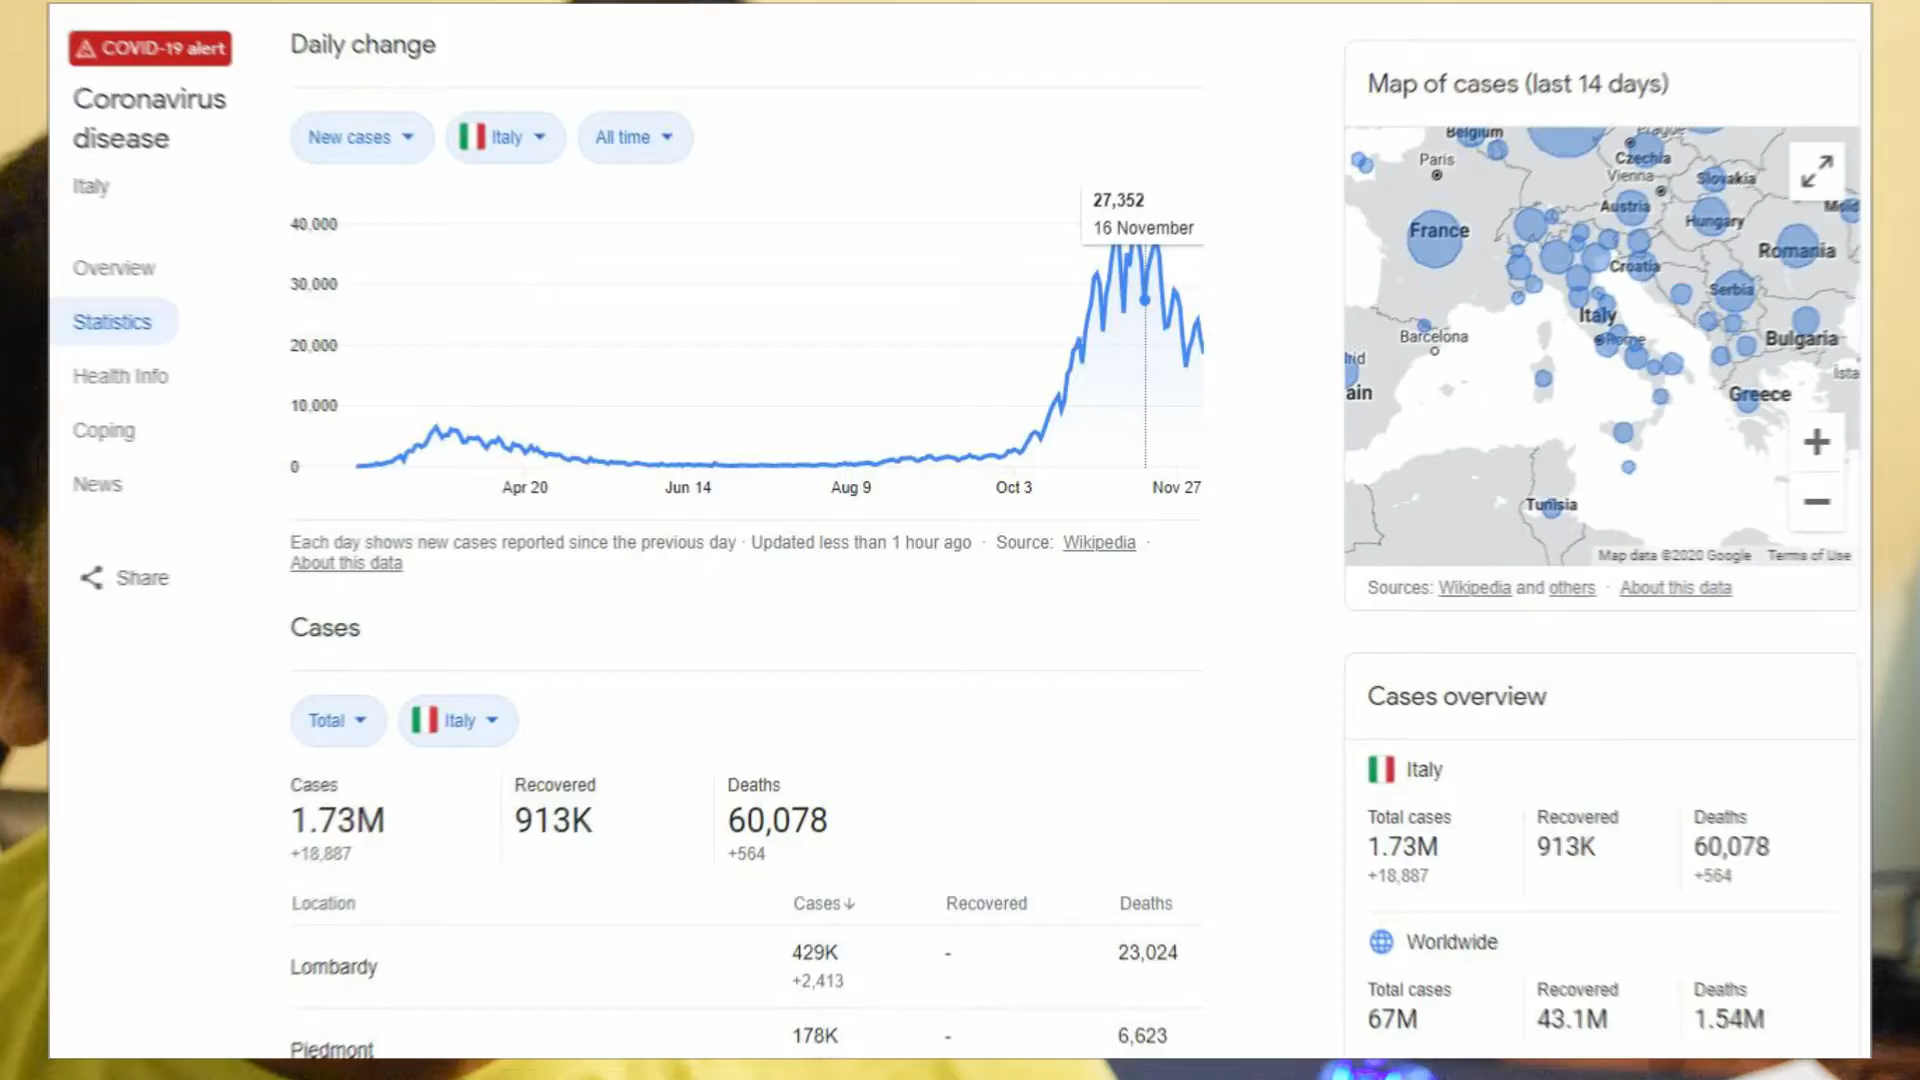 COVID-19 alert
Coronavirus
disease
Italy
Overview
Statistics
Health Info
Coping
News
Share
Daily change
New cases
Italy
All time
27,352
16 November
40,000
30,000
20,000
10,000
0
Apr 20
Jun 14
Aug 9
Oct 3
Nov 27
Each day shows new cases reported since the previous day · Updated less than 1 hour ago · Source: Wikipedia ·
About this data
Cases
Total
Italy
Cases
1.73M
+18,887
Recovered
913K
Deaths
60,078
+564
Location Cases↓ Recovered Deaths
Lombardy 429K - 23,024
+2,413
Piedmont 178K - 6,623
Map of cases (last 14 days)
Belgium
Prague
Paris
Czechia
Vienna
Slovakia
Austria
Mold
Hungary
France
Romania
Croatia
Serbia
Italy
Barcelona
Rome
Bulgaria
rid
ain
Ista
Greece
Tunisia
Map data ©2020 Google Terms of Use
Sources: Wikipedia and others · About this data
Cases overview
Italy
Total cases
1.73M
+18,887
Recovered
913K
Deaths
60,078
+564
Worldwide
Total cases
67M
Recovered
43.1M
Deaths
1.54M